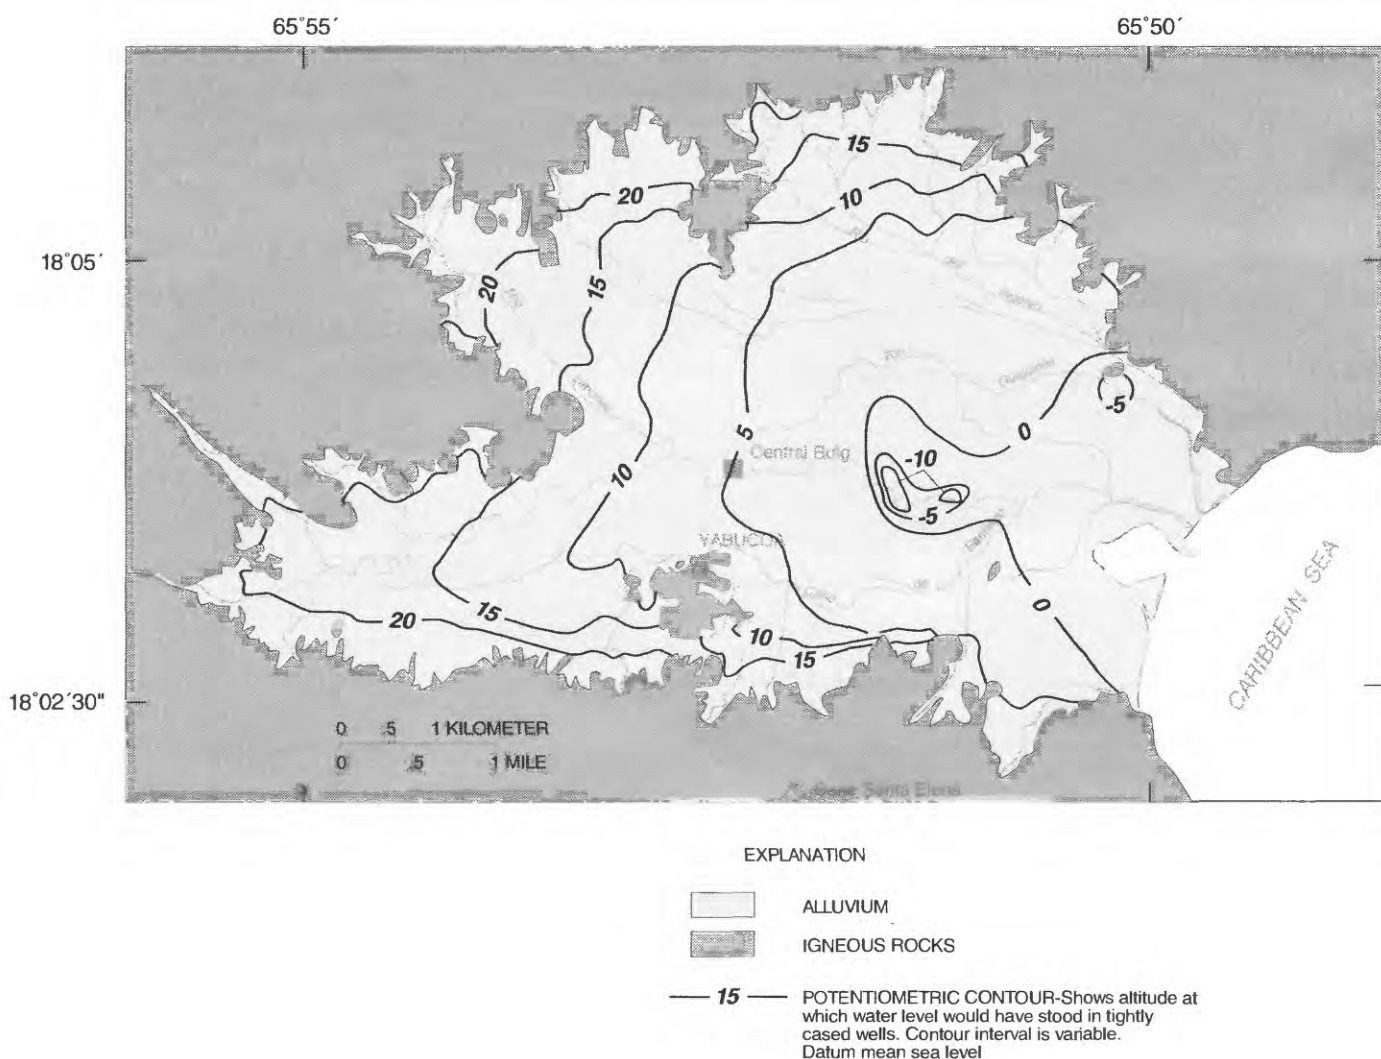 65°55′ 65°50′
15
20
10
18°05′
20
15
5
0
-5
Central
-10
10
-5
YABUCOA
0
15
20
10
15
CARIBBEAN SEA
18°02′30"
0 .5 1 KILOMETER
0 .5 1 MILE
Santa Elena
EXPLANATION
ALLUVIUM
IGNEOUS ROCKS
15 POTENTIOMETRIC CONTOUR-Shows altitude at
which water level would have stood in tightly
cased wells. Contour interval is variable.
Datum mean sea level